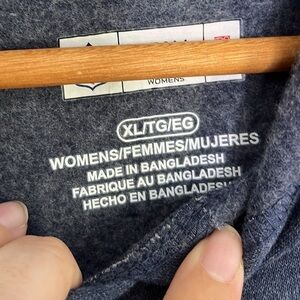 WOMENS
XL/TG/EG
WOMENS/FEMMES/MUJERES
MADE IN BANGLADESH
FABRIQUE AU BANGLADESH
HECHO EN BANGLADESH